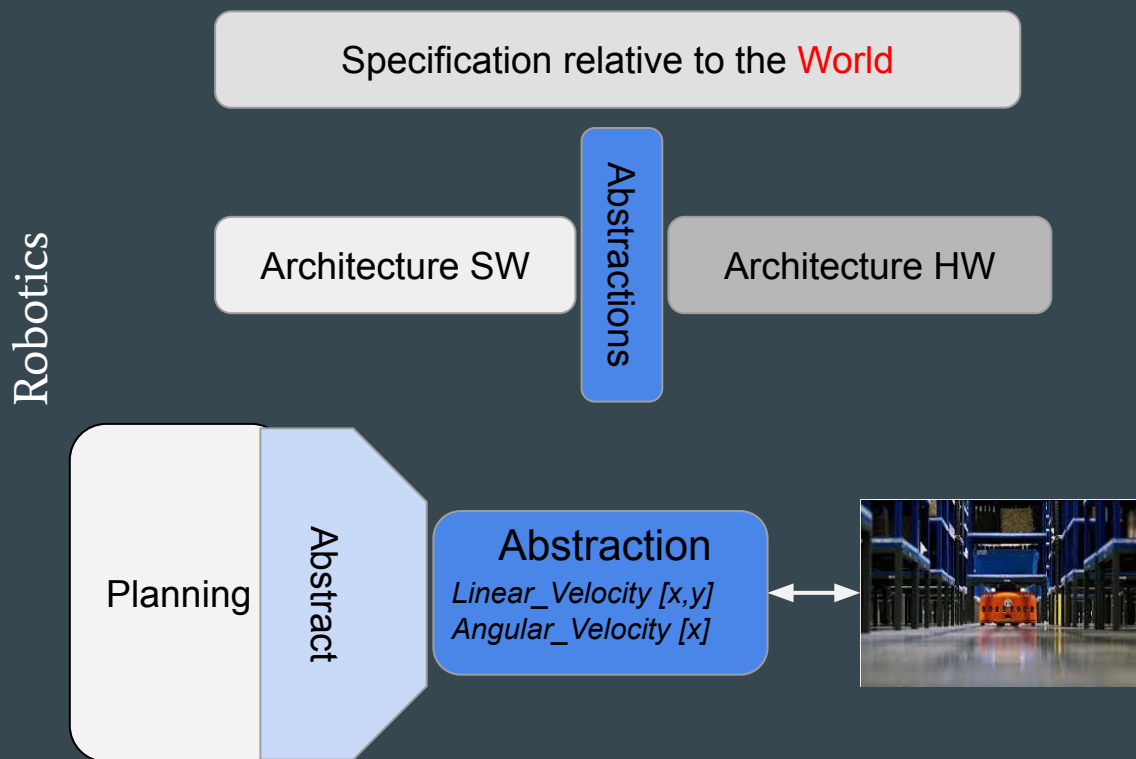 Specification relative to the World
Robotics
Architecture SW
Abstractions
Architecture HW
Planning
Abstract
Abstraction
Linear_Velocity [x,y]
Angular_Velocity [x]